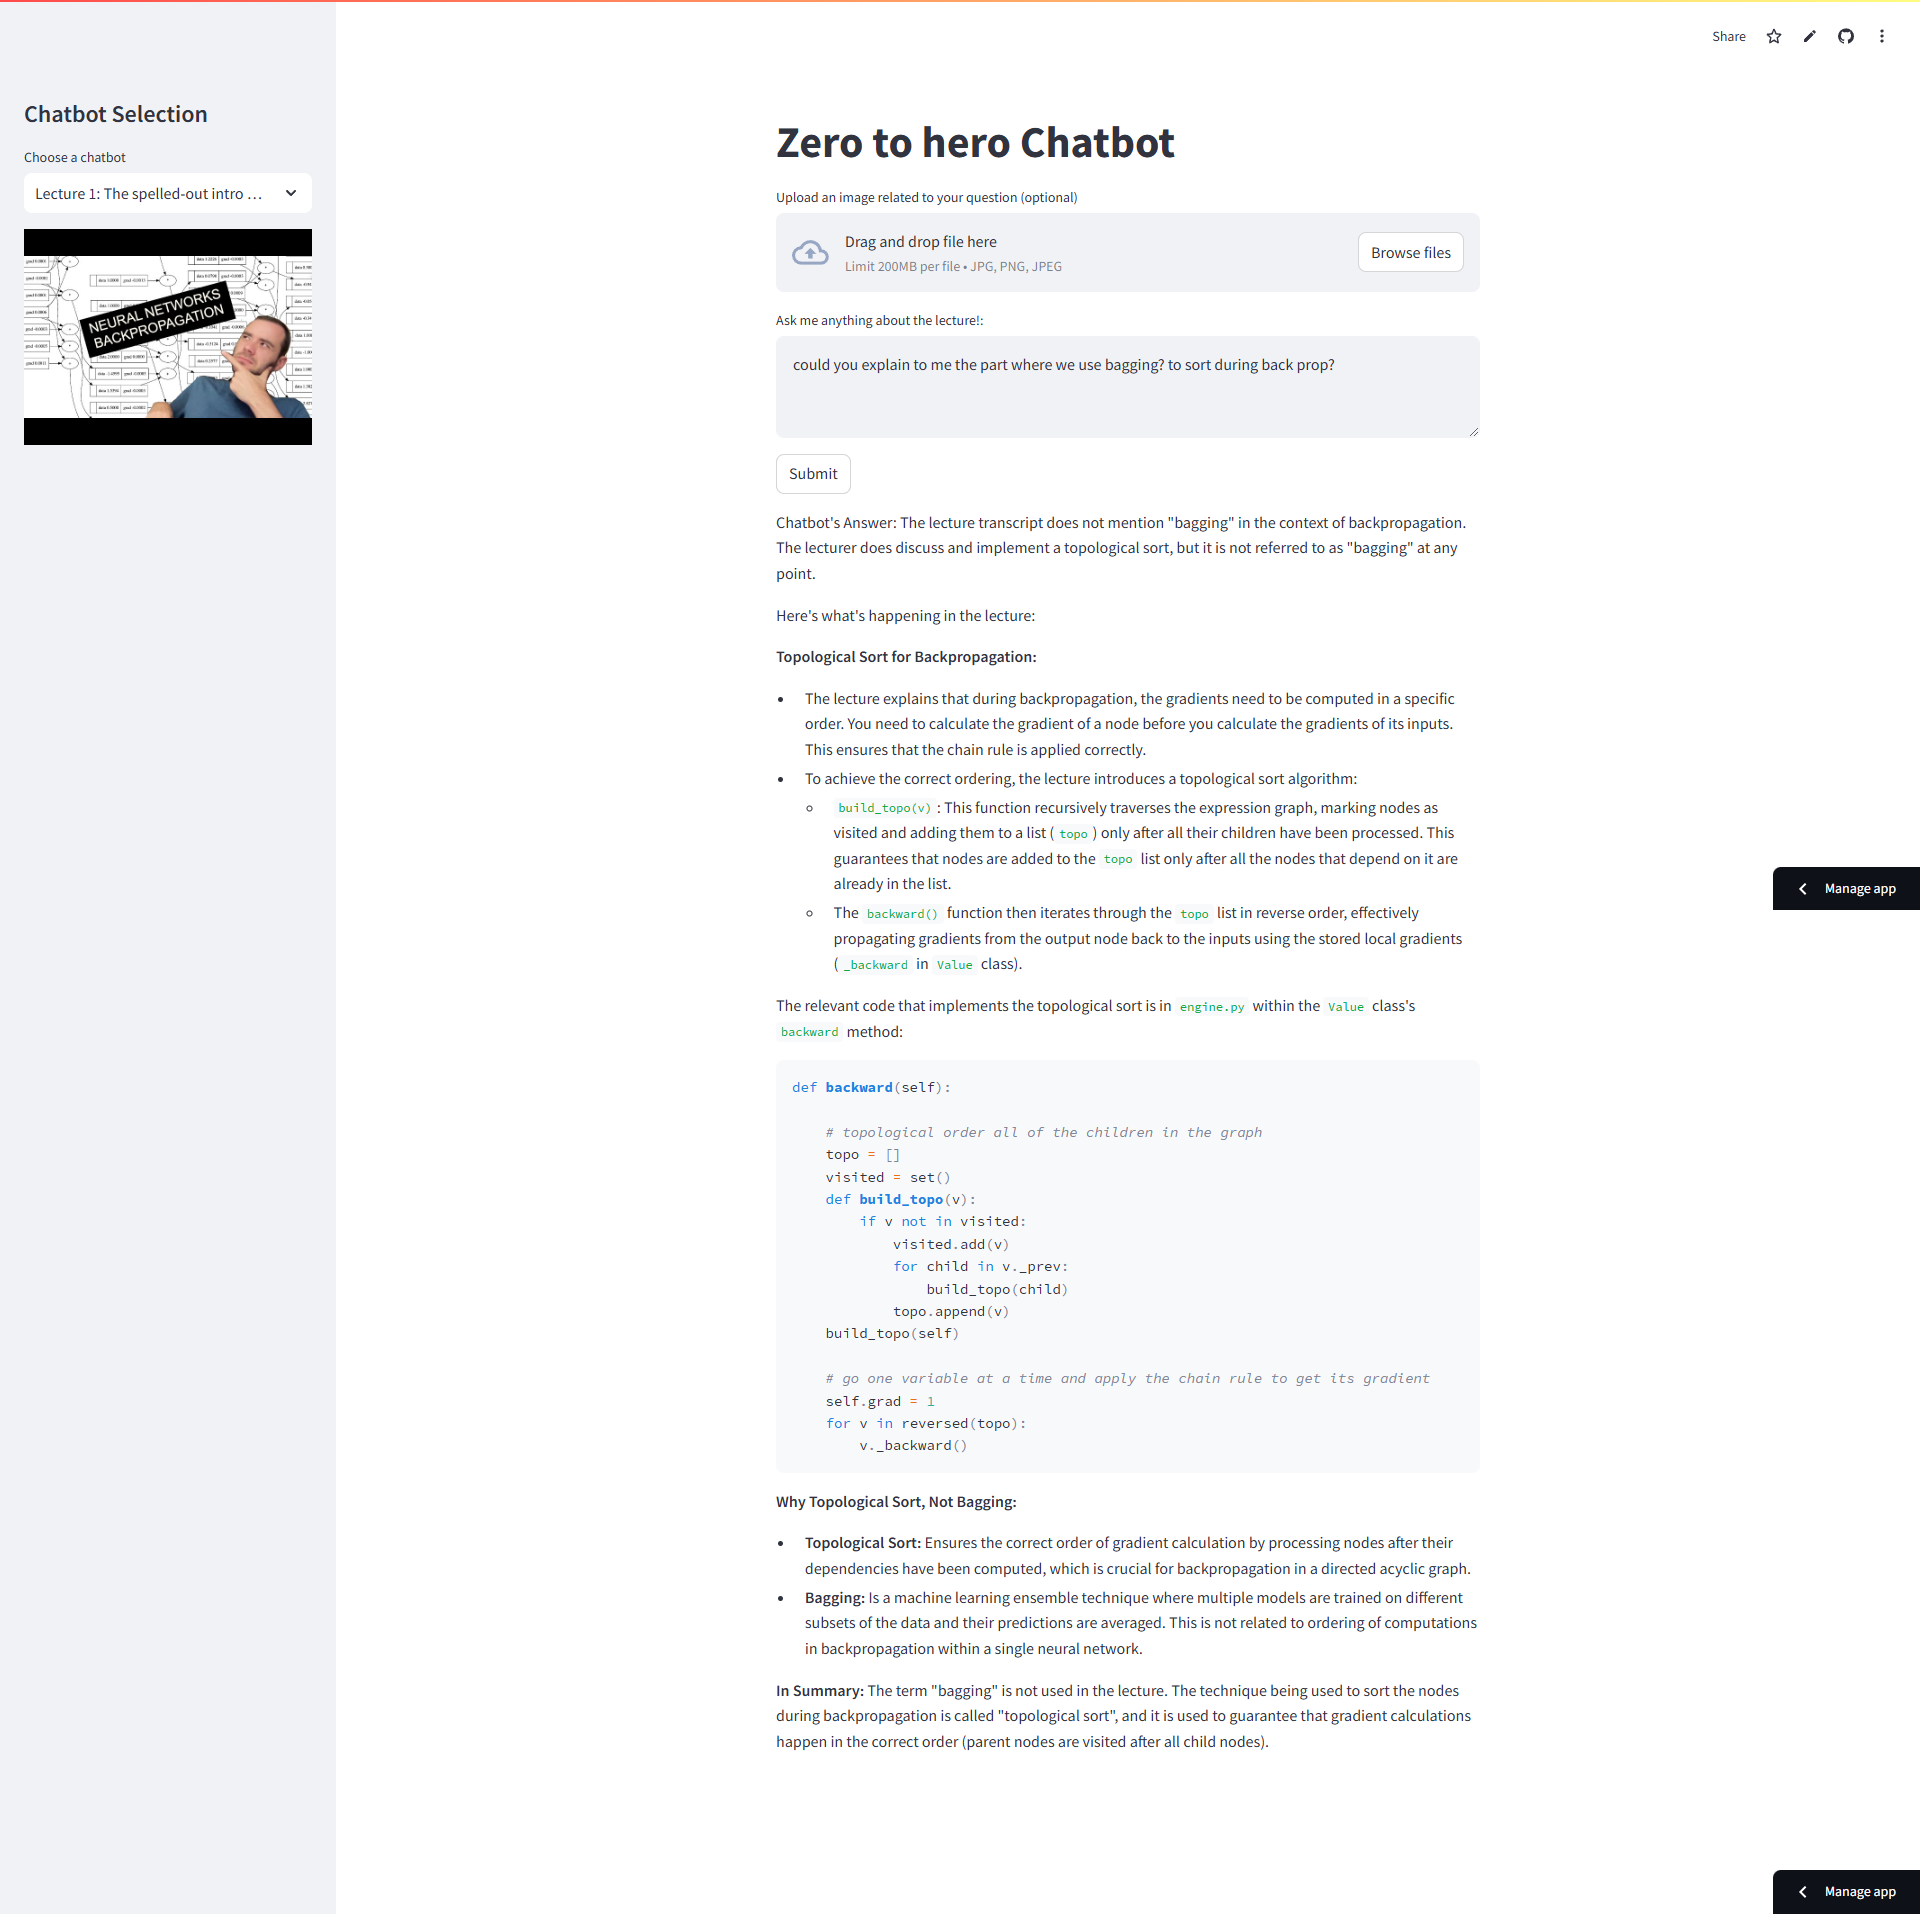 Share
Chatbot Selection
Choose a chatbot
Lecture 1: The spelled-out intro ...
NEURAL NETWORKS
BACKPROPAGATION
Zero to hero Chatbot
Upload an image related to your question (optional)
Drag and drop file here
Limit 200MB per file • JPG, PNG, JPEG
Browse files
Ask me anything about the lecture!:
could you explain to me the part where we use bagging? to sort during back prop?
Submit
Chatbot's Answer: The lecture transcript does not mention "bagging" in the context of backpropagation.
The lecturer does discuss and implement a topological sort, but it is not referred to as "bagging" at any
point.
Here's what's happening in the lecture:
Topological Sort for Backpropagation:
• The lecture explains that during backpropagation, the gradients need to be computed in a specific
order. You need to calculate the gradient of a node before you calculate the gradients of its inputs.
This ensures that the chain rule is applied correctly.
• To achieve the correct ordering, the lecture introduces a topological sort algorithm:
◦ build_topo(v) : This function recursively traverses the expression graph, marking nodes as
visited and adding them to a list ( topo ) only after all their children have been processed. This
guarantees that nodes are added to the topo list only after all the nodes that depend on it are
already in the list.
◦ The backward() function then iterates through the topo list in reverse order, effectively
propagating gradients from the output node back to the inputs using the stored local gradients
( _backward in Value class).
The relevant code that implements the topological sort is in engine.py within the Value class's
backward method:
def backward(self):
# topological order all of the children in the graph
topo = []
visited = set()
def build_topo(v):
if v not in visited:
visited.add(v)
for child in v._prev:
build_topo(child)
topo.append(v)
build_topo(self)
# go one variable at a time and apply the chain rule to get its gradient
self.grad = 1
for v in reversed(topo):
v._backward()
Why Topological Sort, Not Bagging:
• Topological Sort: Ensures the correct order of gradient calculation by processing nodes after their
dependencies have been computed, which is crucial for backpropagation in a directed acyclic graph.
• Bagging: Is a machine learning ensemble technique where multiple models are trained on different
subsets of the data and their predictions are averaged. This is not related to ordering of computations
in backpropagation within a single neural network.
In Summary: The term "bagging" is not used in the lecture. The technique being used to sort the nodes
during backpropagation is called "topological sort", and it is used to guarantee that gradient calculations
happen in the correct order (parent nodes are visited after all child nodes).
Manage app
Manage app